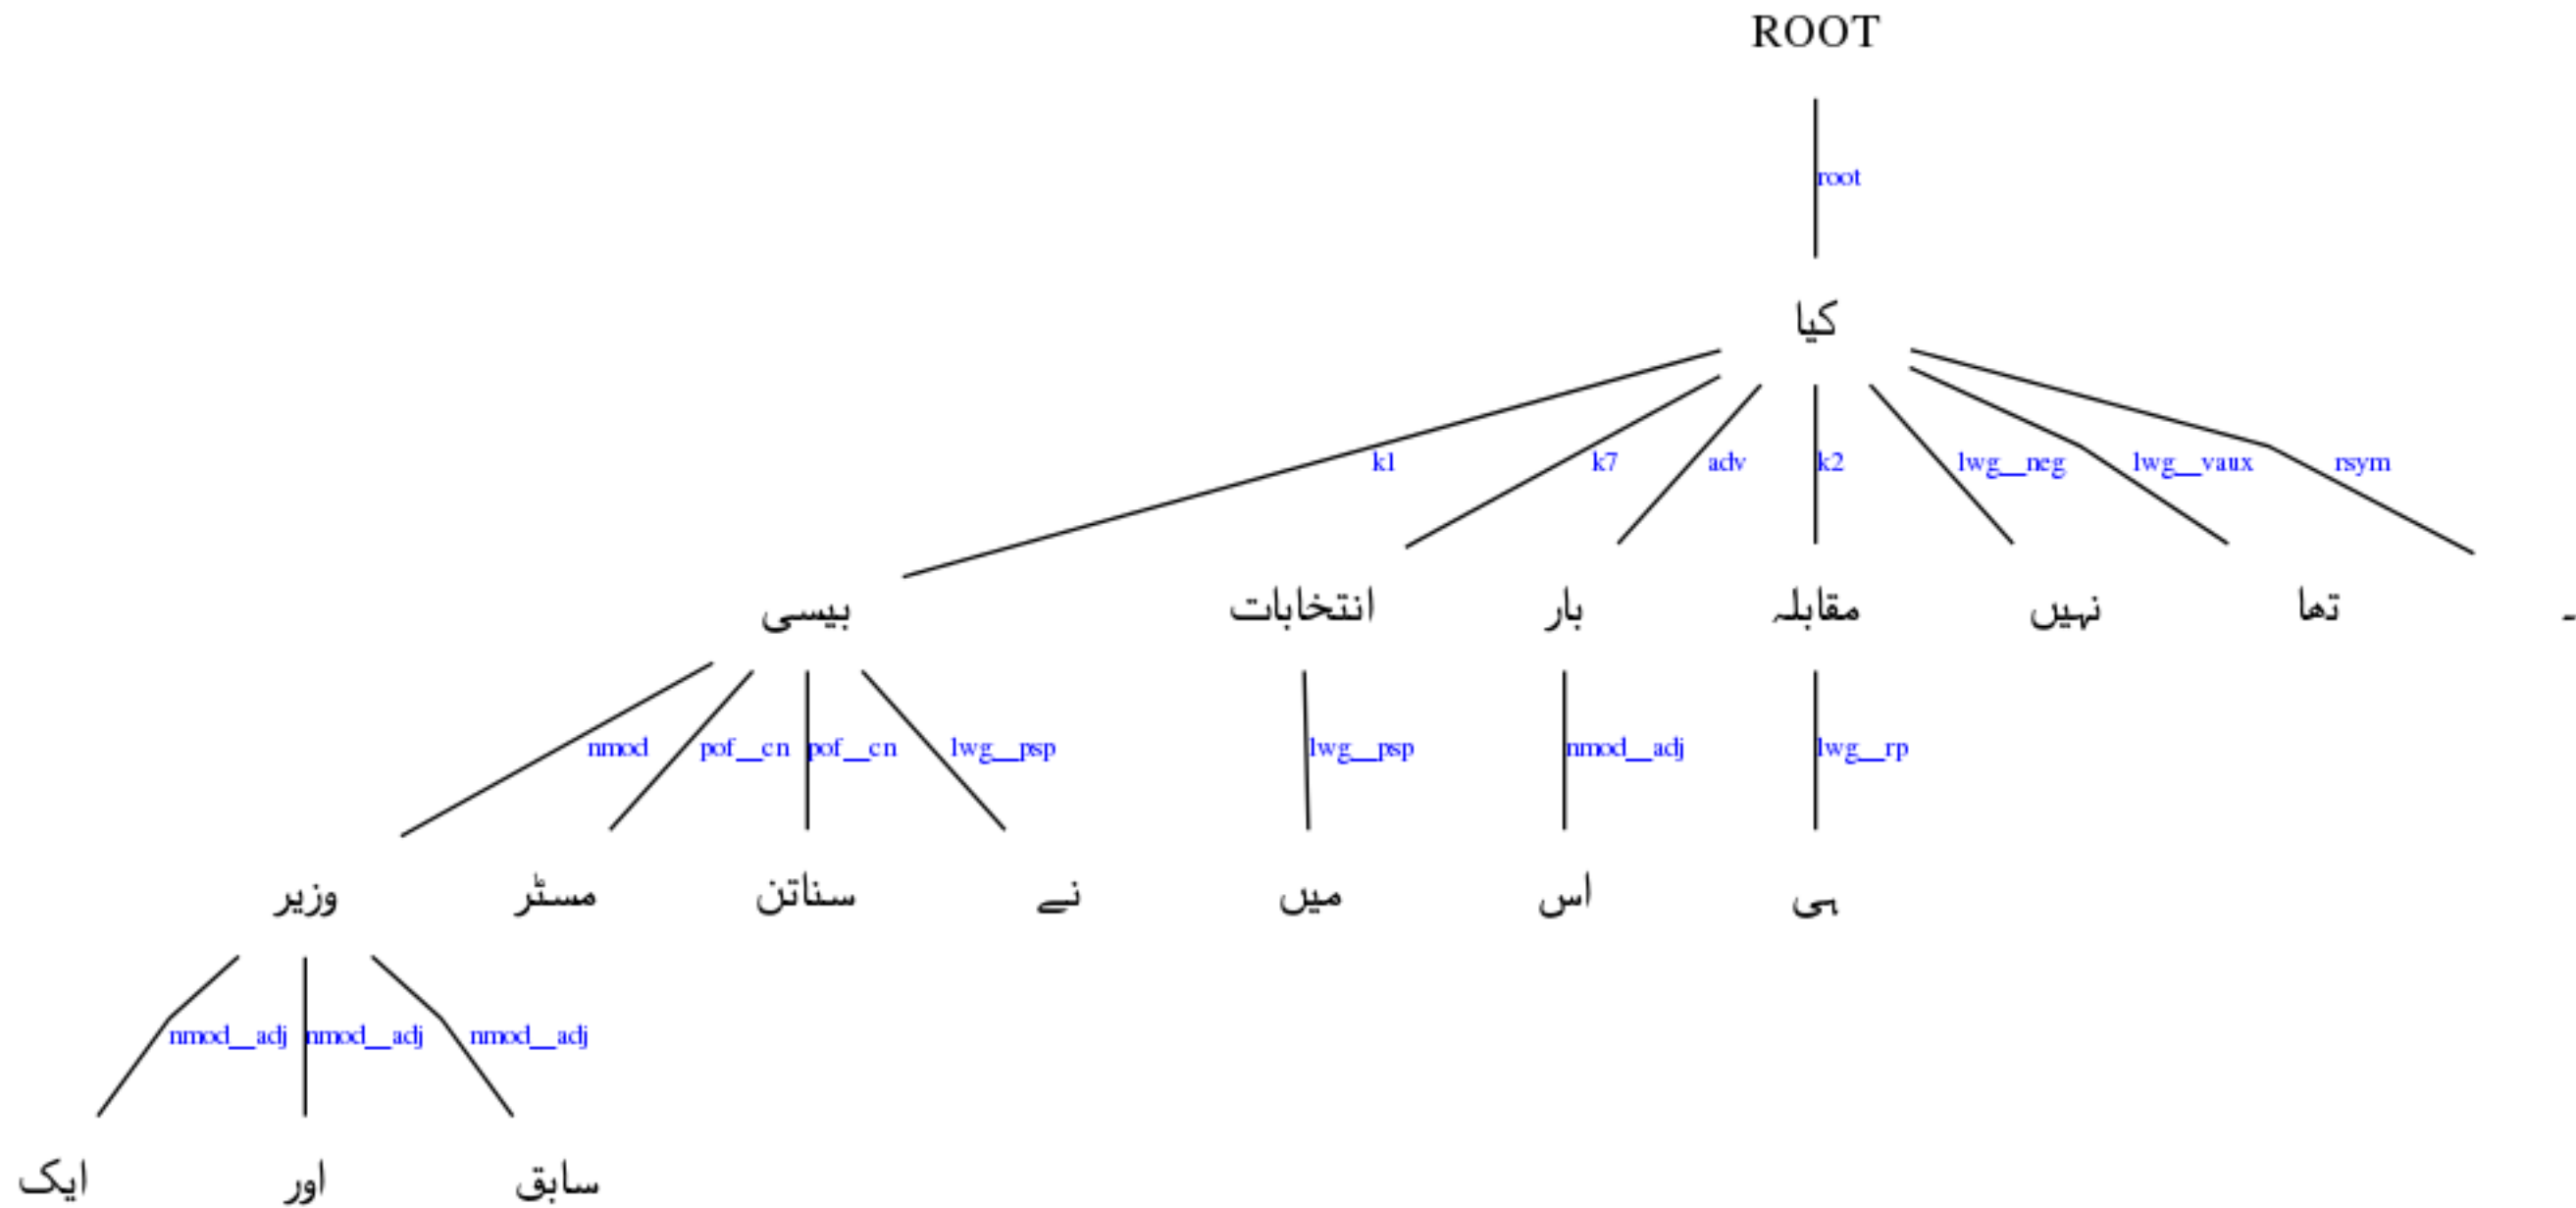 ROOT
root
کیا
k1 k7 adv k2 lwg__neg lwg__vaux rsym
بیسی انتخابات بار مقابلہ نہیں تھا ۔
nmod pof__cn pof__cn lwg__psp lwg__psp nmod__adj lwg__rp
وزیر مسٹر سناتن نے میں اس ہی
nmod__adj nmod__adj nmod__adj
ایک اور سابق